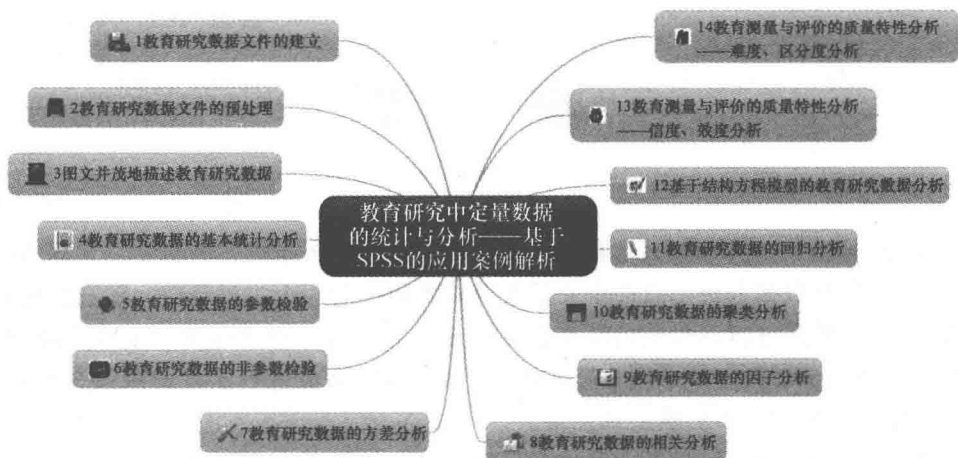 教育研究中定量数据
的统计与分析——基于
SPSS的应用案例解析
1教育研究数据文件的建立
2教育研究数据文件的预处理
3图文并茂地描述教育研究数据
4教育研究数据的基本统计分析
5教育研究数据的参数检验
6教育研究数据的非参数检验
7教育研究数据的方差分析
8教育研究数据的相关分析
9教育研究数据的因子分析
10教育研究数据的聚类分析
11教育研究数据的回归分析
12基于结构方程模型的教育研究数据分析
13教育测量与评价的质量特性分析
——信度、效度分析
14教育测量与评价的质量特性分析
——难度、区分度分析